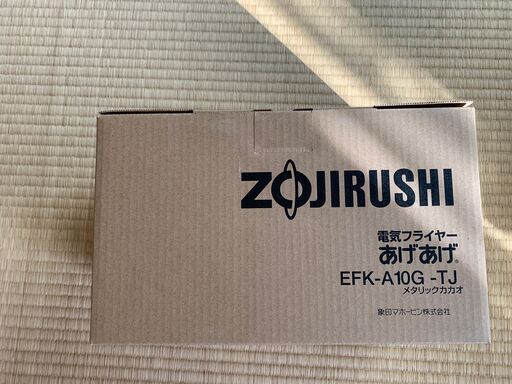 ZOJIRUSHI
電気フライヤー
あげあげ®
EFK-A10G -TJ
メタリックカカオ
象印マホービン株式会社